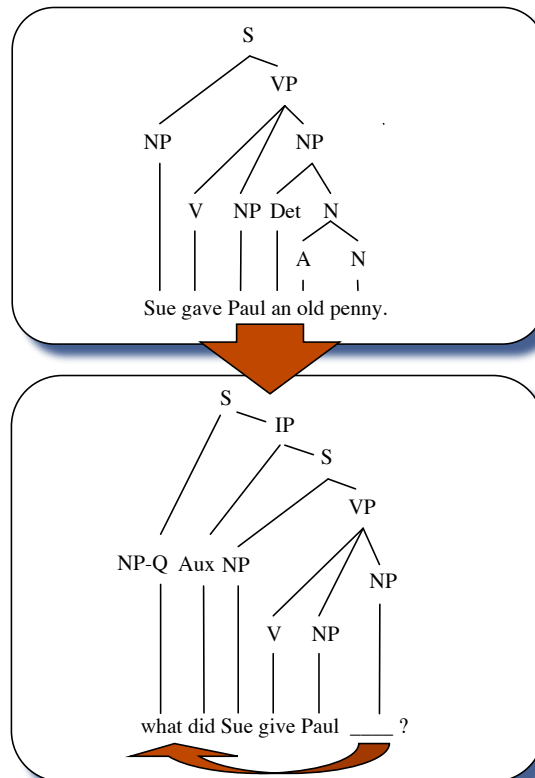 S
VP
NP NP
V NP Det N
A N
Sue gave Paul an old penny.
S
IP
S
VP
NP-Q Aux NP
NP
V NP
what did Sue give Paul ____ ?